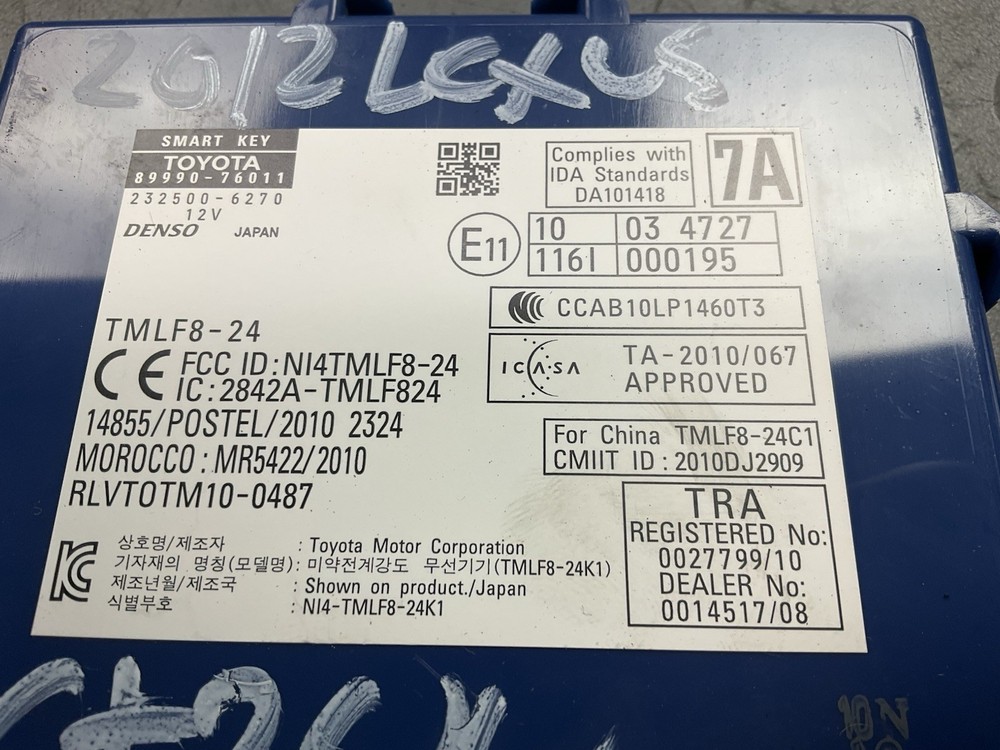 2012 Lexus
SMART KEY
TOYOTA
89990-76011
232500-6270
12V
DENSO JAPAN
Complies with
IDA Standards
DA101418
7A
E11
10 03 4727
116I 000195
CCAB10LP1460T3
ICASA
TA-2010/067
APPROVED
TMLF8-24
CE FCC ID:NI4TMLF8-24
IC:2842A-TMLF824
14855/POSTEL/2010 2324
MOROCCO:MR5422/2010
RLVTOTM10-0487
For China TMLF8-24C1
CMIIT ID:2010DJ2909
TRA
REGISTERED No:
0027799/10
DEALER No:
0014517/08
상호명/제조자 : Toyota Motor Corporation
기자재의 명칭(모델명): 미약전계강도 무선기기(TMLF8-24K1)
제조년월/제조국 : Shown on product./Japan
식별부호 : NI4-TMLF8-24K1